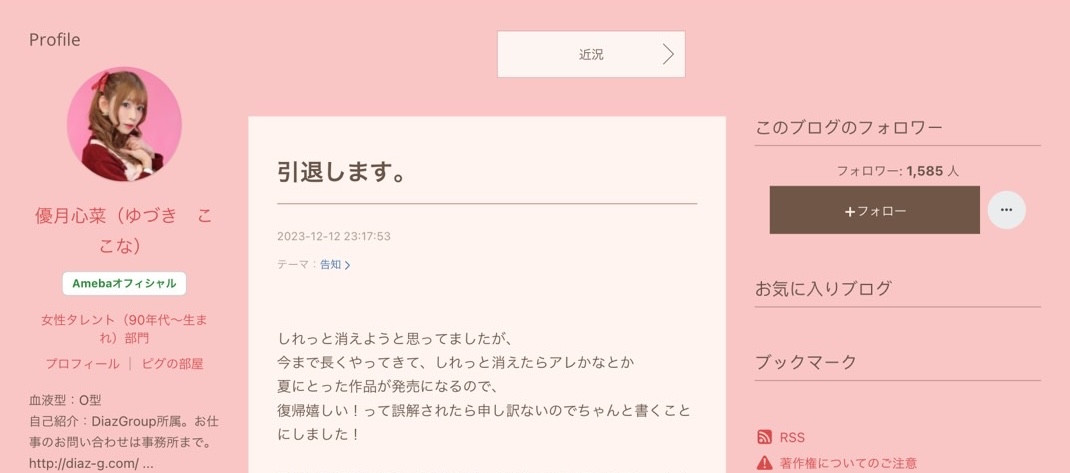 Profile
優月心菜（ゆづき　こ
こな）
Amebaオフィシャル
女性タレント（90年代〜生ま
れ）部門
プロフィール｜ピグの部屋
血液型：O型
自己紹介：DiazGroup所属。お仕
事のお問い合わせは事務所まで。
http://diaz-g.com/ ...
近況
引退します。
2023-12-12 23:17:53
テーマ：告知
しれっと消えようと思ってましたが、
今まで長くやってきて、しれっと消えたらアレかなとか
夏にとった作品が発売になるので、
復帰嬉しい！って誤解されたら申し訳ないのでちゃんと書くこと
にしました！
このブログのフォロワー
フォロワー: 1,585 人
+フォロー
お気に入りブログ
ブックマーク
RSS
著作権についてのご注意